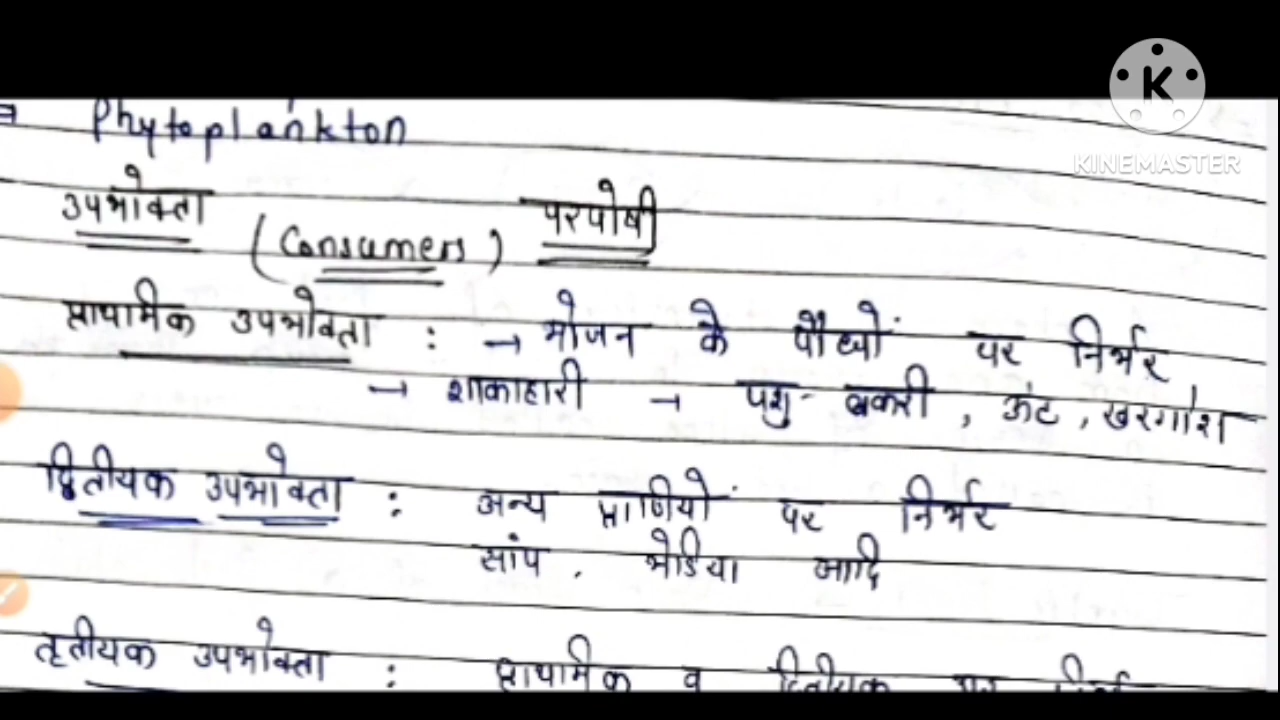 Phytoplankton
उपभोक्ता (Consumers) परपोषी
प्राथमिक उपभोक्ता : → भोजन के पौधों पर निर्भर
→ शाकाहारी → पशु - बकरी , ऊंट , खरगोश
द्वितीयक उपभोक्ता : अन्य प्राणियों पर निर्भर
सांप , भेडिया आदि
तृतीयक उपभोक्ता : प्राथमिक व द्वितीयक पर
K
KINEMASTER